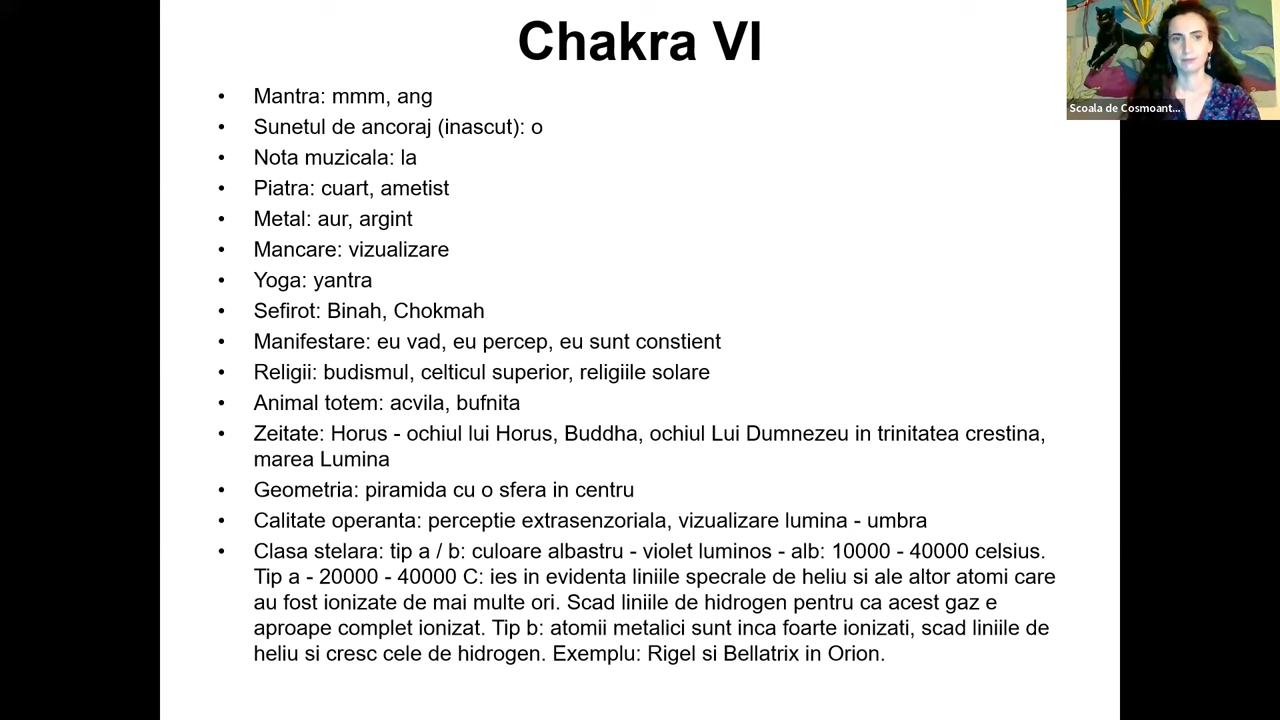 Chakra VI
Scoala de Cosmoant...
• Mantra: mmm, ang
• Sunetul de ancoraj (inascut): o
• Nota muzicala: la
• Piatra: cuart, ametist
• Metal: aur, argint
• Mancare: vizualizare
• Yoga: yantra
• Sefirot: Binah, Chokmah
• Manifestare: eu vad, eu percep, eu sunt constient
• Religii: budismul, celticul superior, religiile solare
• Animal totem: acvila, bufnita
• Zeitate: Horus - ochiul lui Horus, Buddha, ochiul Lui Dumnezeu in trinitatea crestina,
marea Lumina
• Geometria: piramida cu o sfera in centru
• Calitate operanta: perceptie extrasenzoriala, vizualizare lumina - umbra
• Clasa stelara: tip a / b: culoare albastru - violet luminos - alb: 10000 - 40000 celsius.
Tip a - 20000 - 40000 C: ies in evidenta liniile specrale de heliu si ale altor atomi care
au fost ionizate de mai multe ori. Scad liniile de hidrogen pentru ca acest gaz e
aproape complet ionizat. Tip b: atomii metalici sunt inca foarte ionizati, scad liniile de
heliu si cresc cele de hidrogen. Exemplu: Rigel si Bellatrix in Orion.